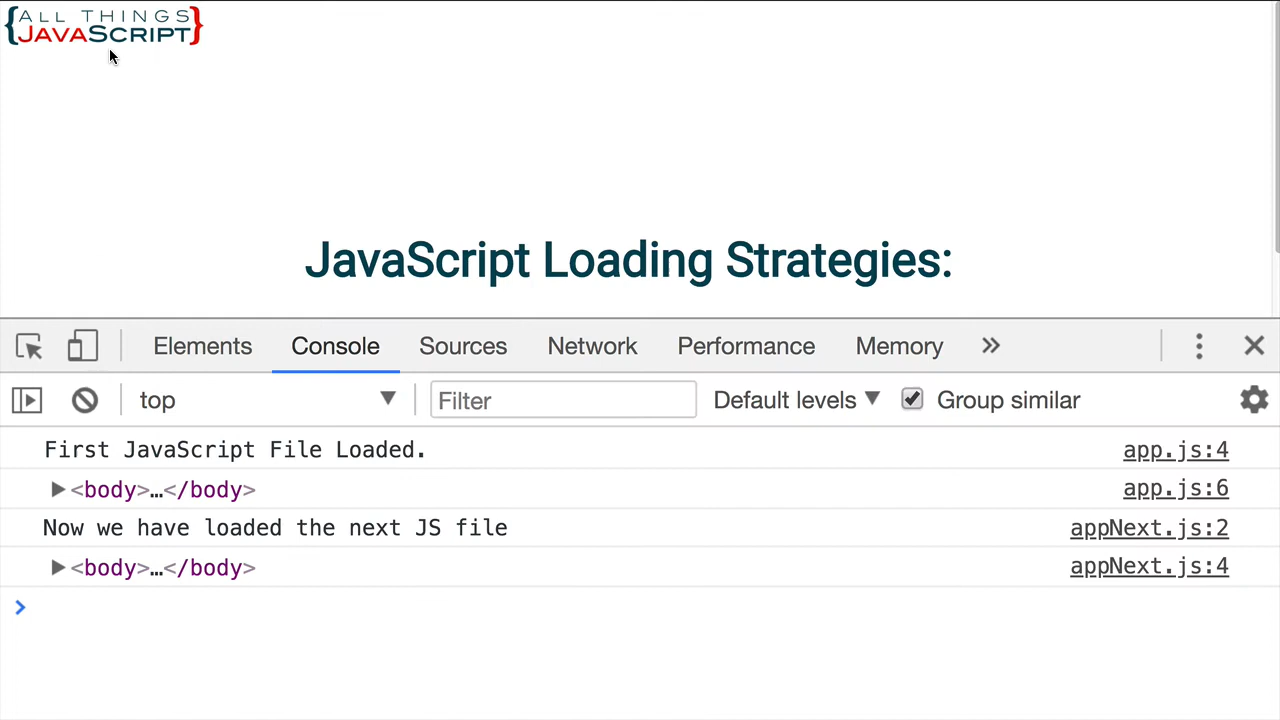 {ALL THINGS
JAVASCRIPT}
JavaScript Loading Strategies:
Elements Console Sources Network Performance Memory »
top Filter Default levels Group similar
First JavaScript File Loaded. app.js:4
<body>…</body> app.js:6
Now we have loaded the next JS file appNext.js:2
<body>…</body> appNext.js:4